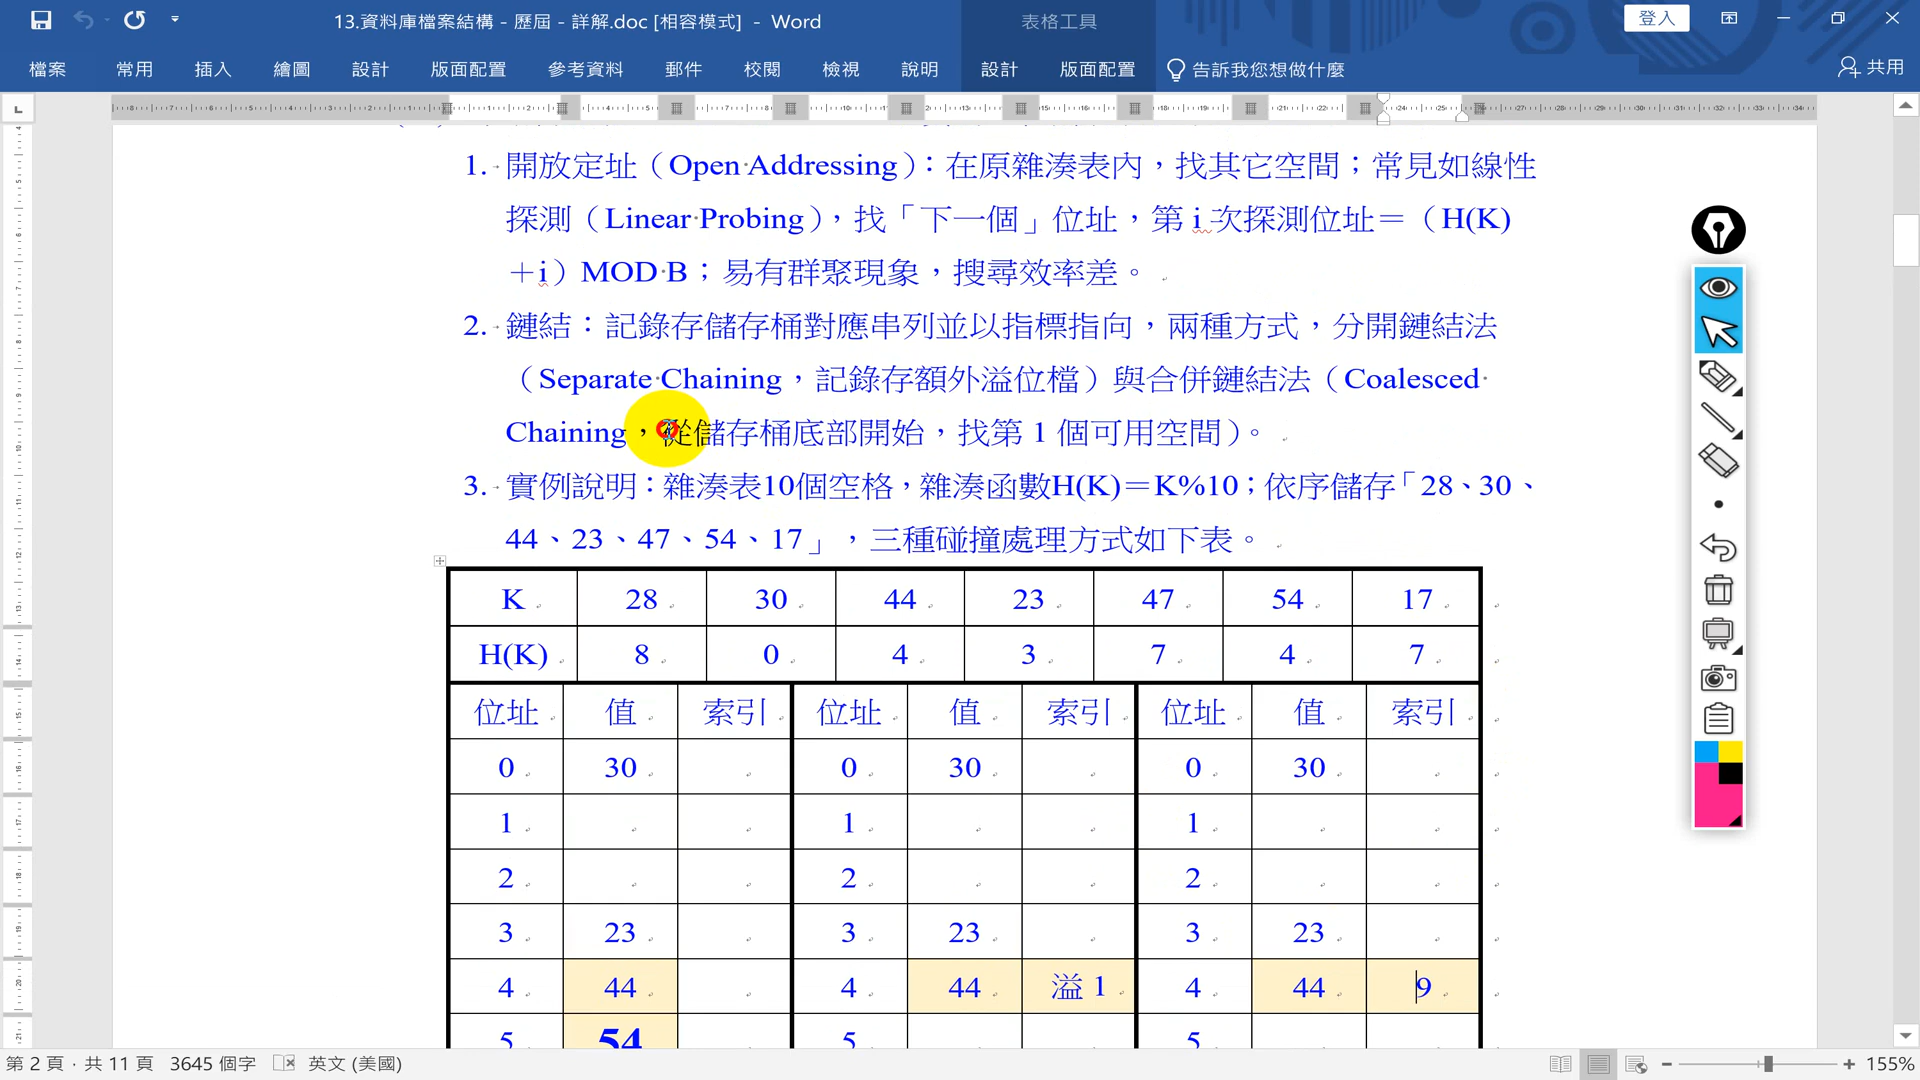 13.資料庫檔案結構 - 歷屆 - 詳解.doc [相容模式] - Word
表格工具
登入
檔案 常用 插入 繪圖 設計 版面配置 參考資料 郵件 校閱 檢視 說明 設計 版面配置 告訴我您想做什麼 共用
1. 開放定址（Open Addressing）：在原雜湊表內，找其它空間；常見如線性
探測（Linear Probing），找「下一個」位址，第 i 次探測位址＝（H(K)
＋i）MOD B；易有群聚現象，搜尋效率差。
2. 鏈結：記錄存儲存桶對應串列並以指標指向，兩種方式，分開鏈結法
（Separate Chaining，記錄存額外溢位檔）與合併鏈結法（Coalesced
Chaining，從儲存桶底部開始，找第 1 個可用空間）。
3. 實例說明：雜湊表10個空格，雜湊函數H(K)＝K%10；依序儲存「28、30、
44、23、47、54、17」，三種碰撞處理方式如下表。
K 28 30 44 23 47 54 17
H(K) 8 0 4 3 7 4 7
位址 值 索引 位址 值 索引 位址 值 索引
0 30 0 30 0 30
1 1 1
2 2 2
3 23 3 23 3 23
4 44 4 44 溢 1 4 44 9
5 54 5 5
第 2 頁，共 11 頁 3645 個字 英文 (美國) 155%